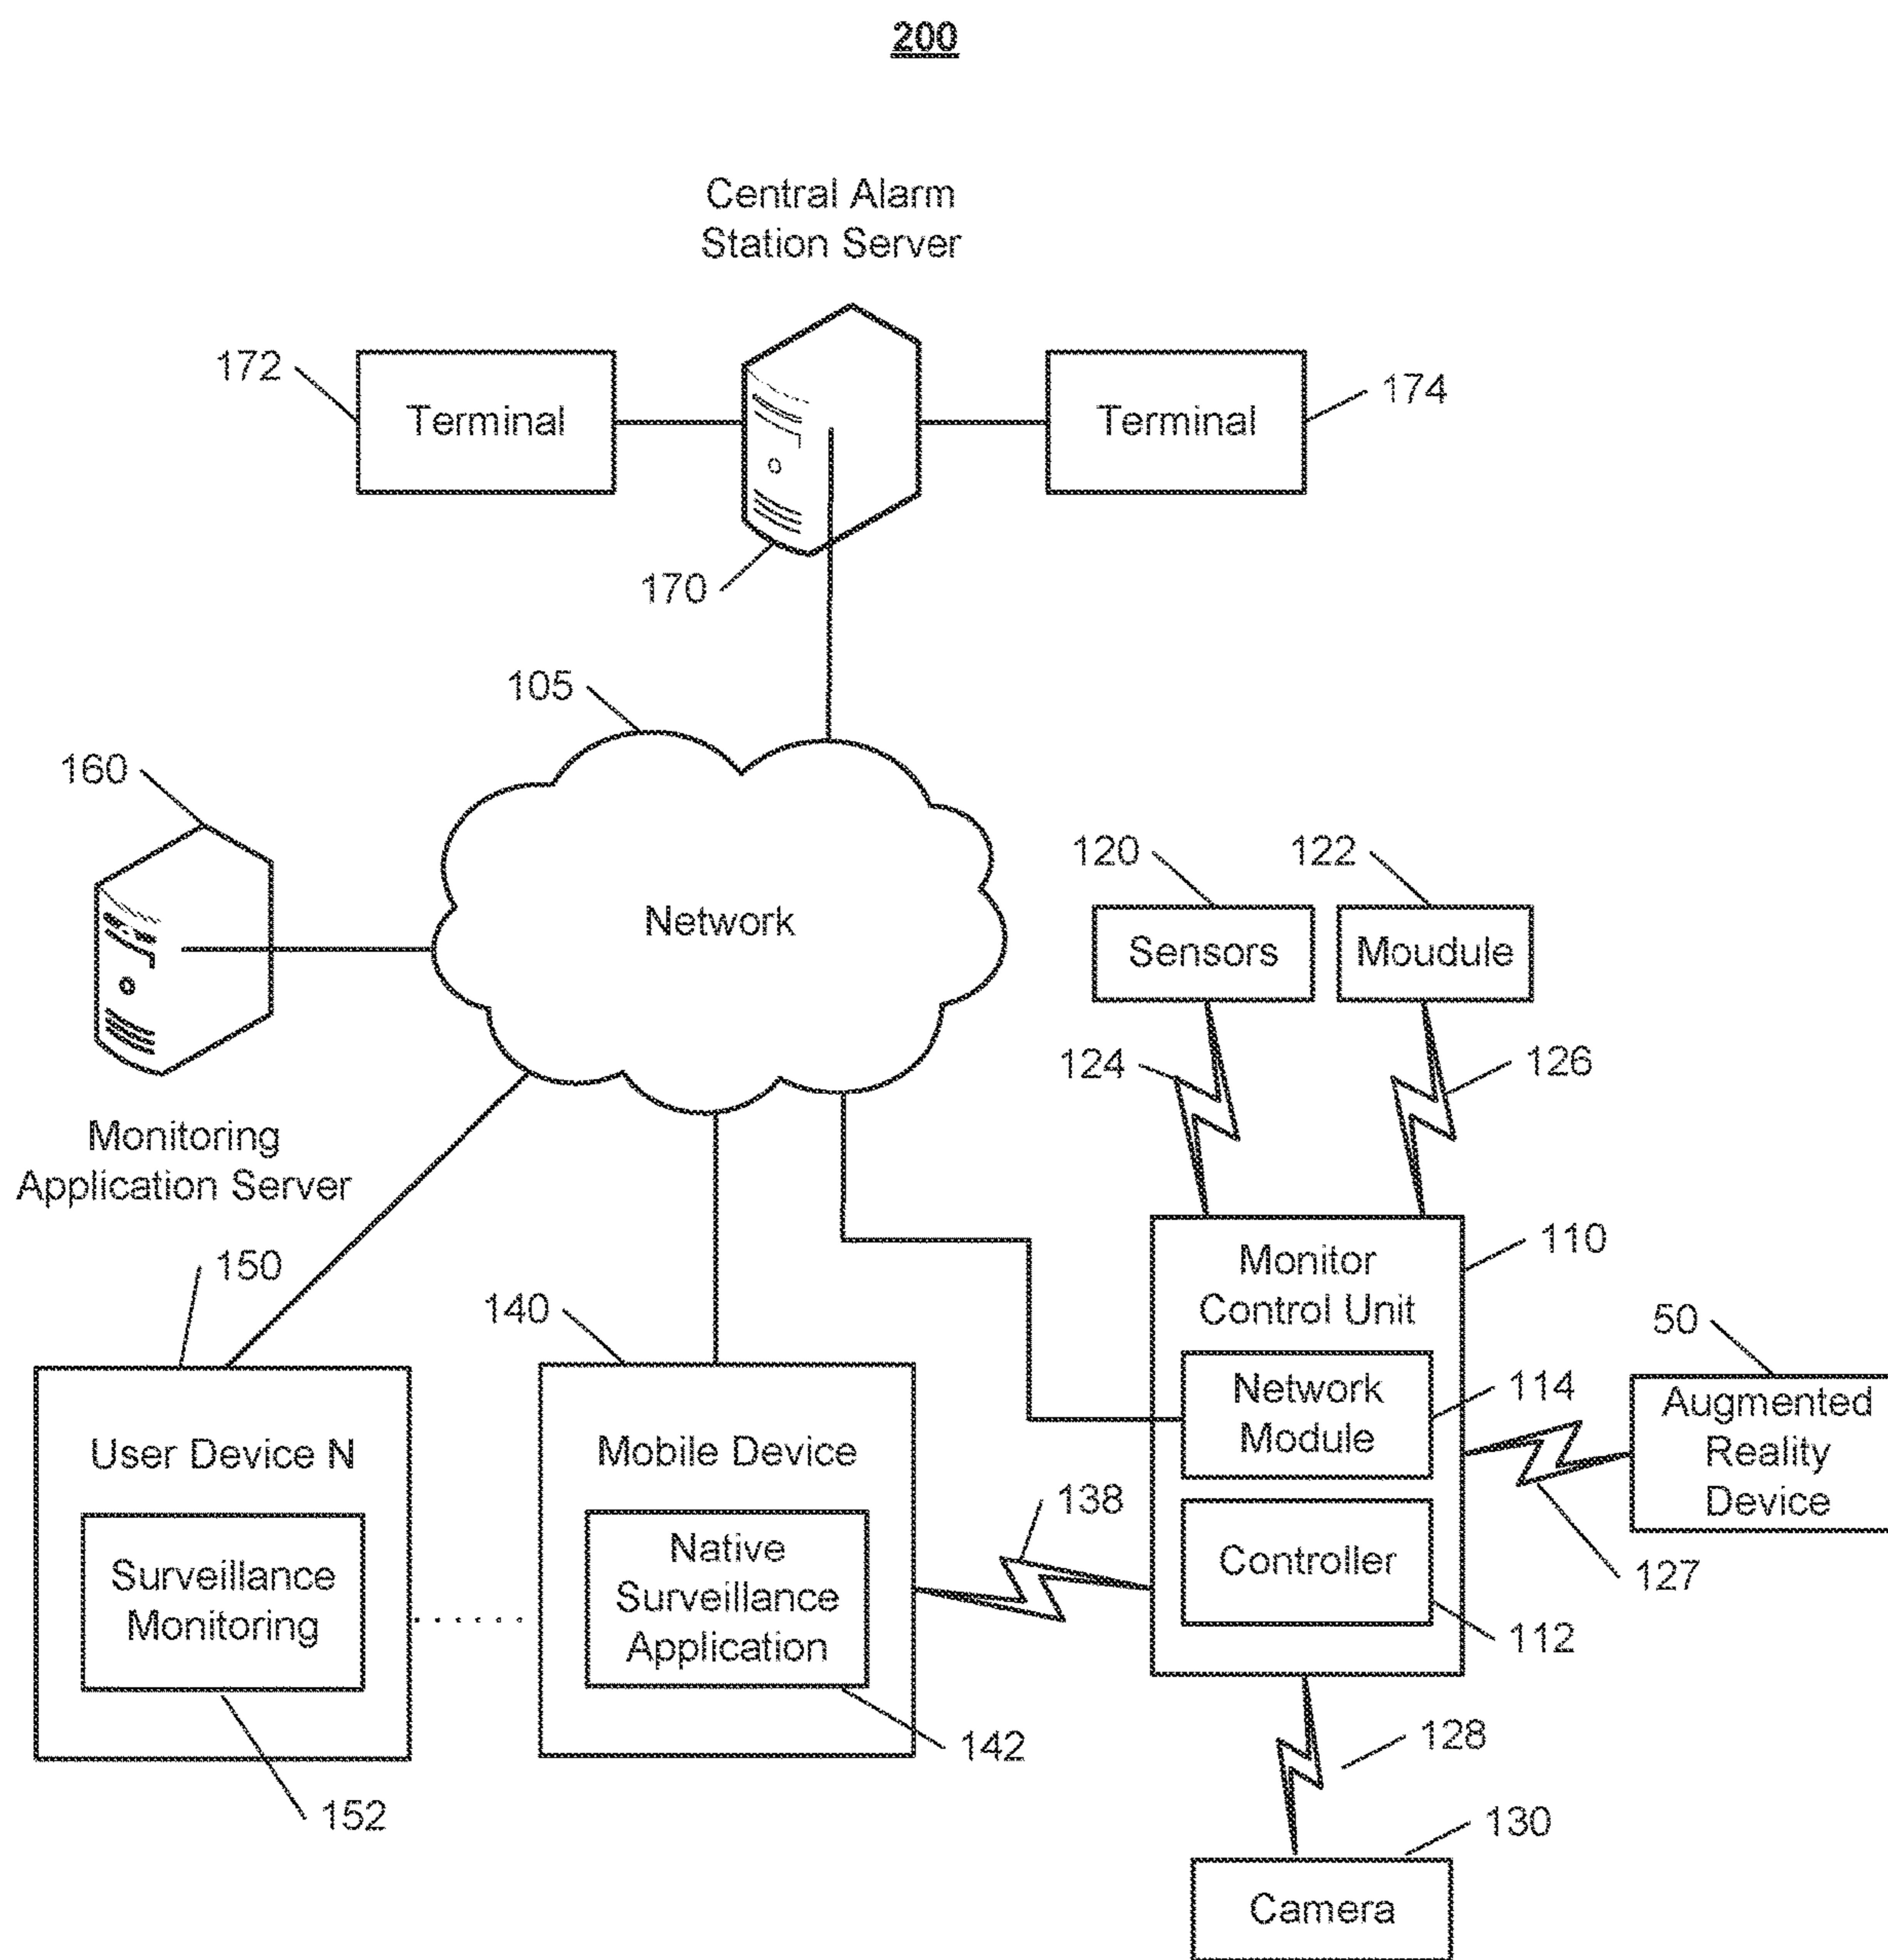 200
Central Alarm
Station Server
172
Terminal
Terminal
174
170
105
160
Network
120
122
Sensors
Moudule
124
126
Monitoring
Application Server
150
140
110
Monitor
Control Unit
50
Network
Module
114
Augmented
Reality
Device
User Device N
Mobile Device
138
127
Surveillance
Monitoring
Native
Surveillance
Application
Controller
112
142
128
152
130
Camera